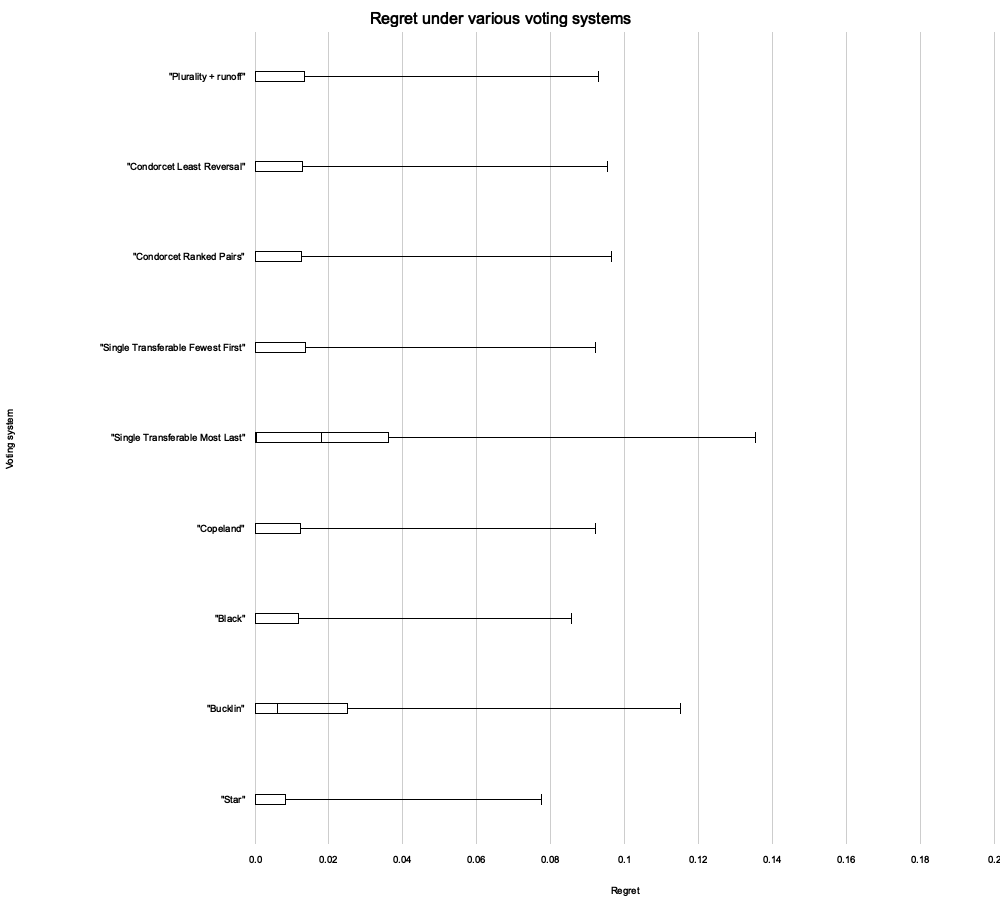 Regret under various voting systems
"Plurality + runoff"
"Condorcet Least Reversal"
"Condorcet Ranked Pairs"
"Single Transferable Fewest First"
"Single Transferable Most Last"
"Copeland"
"Black"
"Bucklin"
"Star"
Voting system
0.0 0.02 0.04 0.06 0.08 0.1 0.12 0.14 0.16 0.18 0.2
Regret